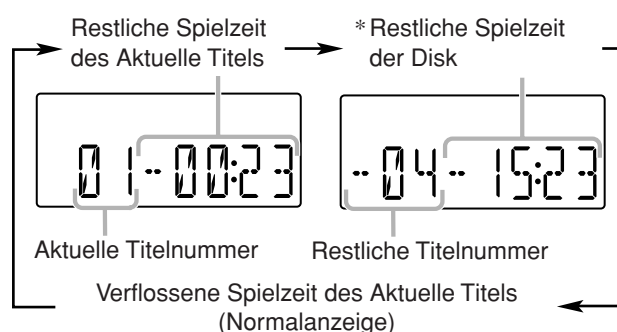 Restliche Spielzeit
des Aktuelle Titels
* Restliche Spielzeit
der Disk
01-00:23
-04-15:23
Aktuelle Titelnummer
Restliche Titelnummer
Verflossene Spielzeit des Aktuelle Titels
(Normalanzeige)